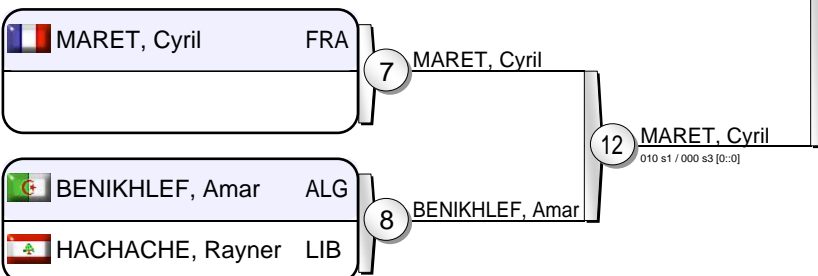 MARET, Cyril FRA
7 MARET, Cyril
12 MARET, Cyril
010 s1 / 000 s3 [0::0]
BENIKHLEF, Amar ALG
8 BENIKHLEF, Amar
HACHACHE, Rayner LIB